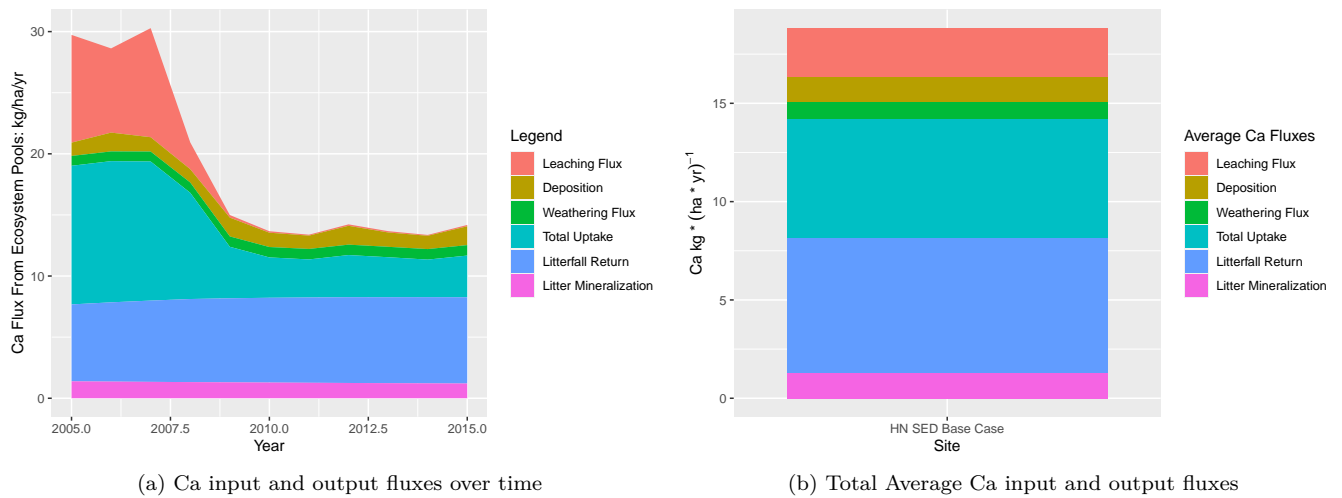 Ca Flux From Ecosystem Pools: kg/ha/yr
30
20
10
0
2005.0 2007.5 2010.0 2012.5 2015.0
Year
Legend
Leaching Flux
Deposition
Weathering Flux
Total Uptake
Litterfall Return
Litter Mineralization
(a) Ca input and output fluxes over time
Ca kg * (ha * yr)⁻¹
15
10
5
0
HN SED Base Case
Site
Average Ca Fluxes
Leaching Flux
Deposition
Weathering Flux
Total Uptake
Litterfall Return
Litter Mineralization
(b) Total Average Ca input and output fluxes